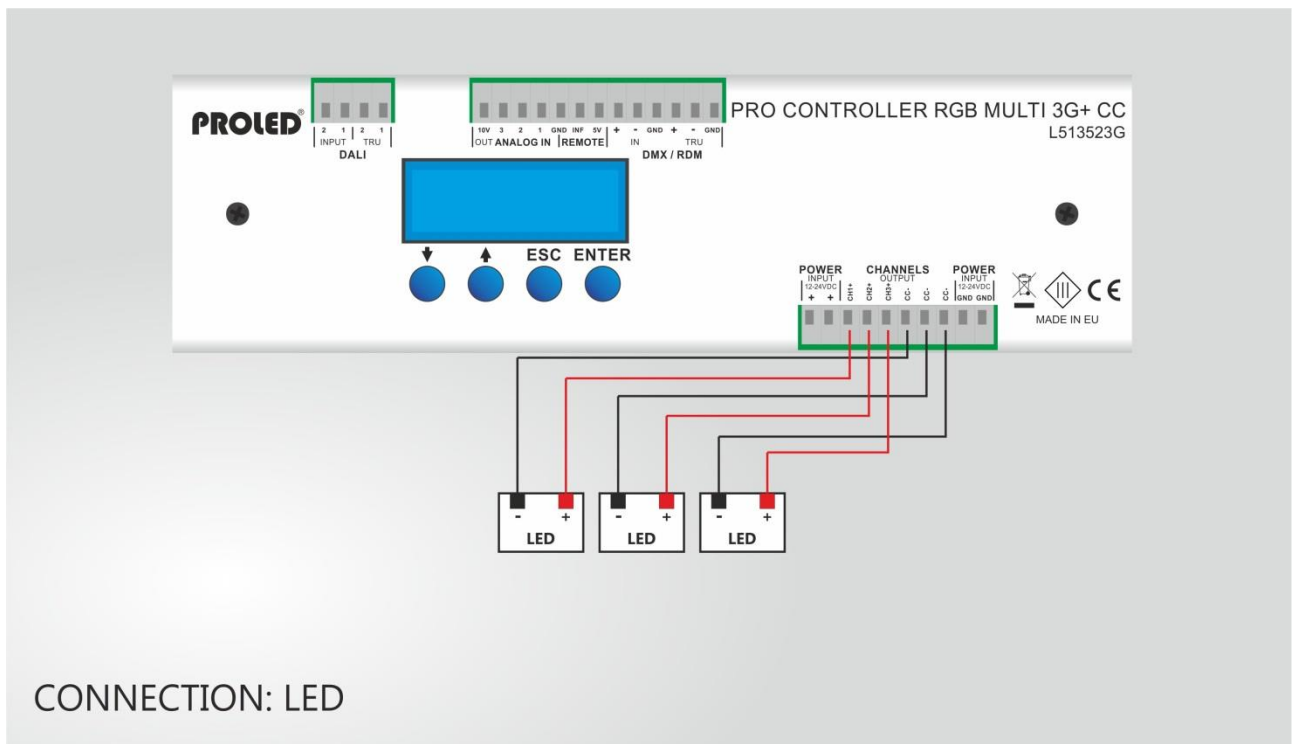 PROLED®
2 1 2 1
INPUT TRU
DALI
10V 3 2 1 GND INF 5V + - GND + - GND
OUT ANALOG IN REMOTE IN TRU
DMX / RDM
PRO CONTROLLER RGB MULTI 3G+ CC
L513523G
ESC ENTER
POWER CHANNELS POWER
INPUT OUTPUT INPUT
12-24VDC 12-24VDC
+ + CH1+ CH2+ CH3+ CC- CC- CC- GND GND
III CE
MADE IN EU
- + - + - +
LED LED LED
CONNECTION: LED